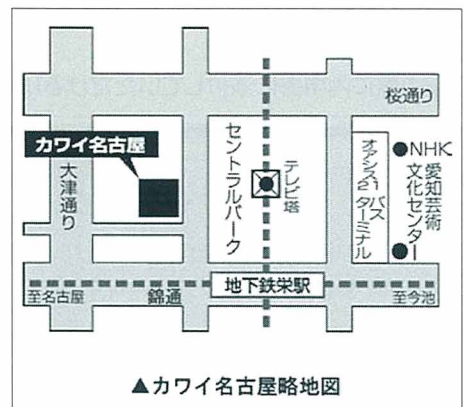 桜通り
カワイ名古屋
大津通り
セントラルパーク
テレビ塔
オアシス21
バスターミナル
NHK
愛知芸術
文化センター
地下鉄栄駅
至名古屋
錦通
至今池
▲カワイ名古屋略地図